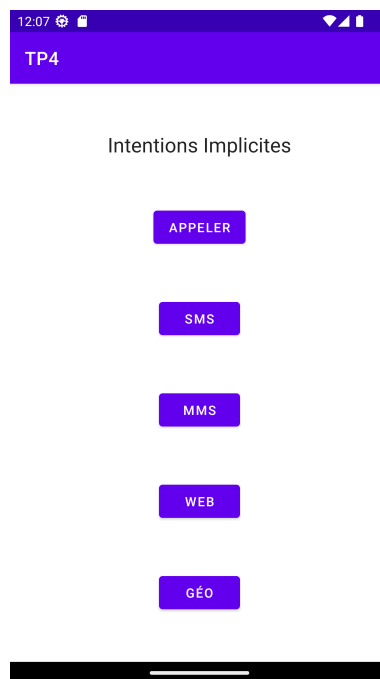 12:07
TP4
Intentions Implicites
APPELER
SMS
MMS
WEB
GÉO